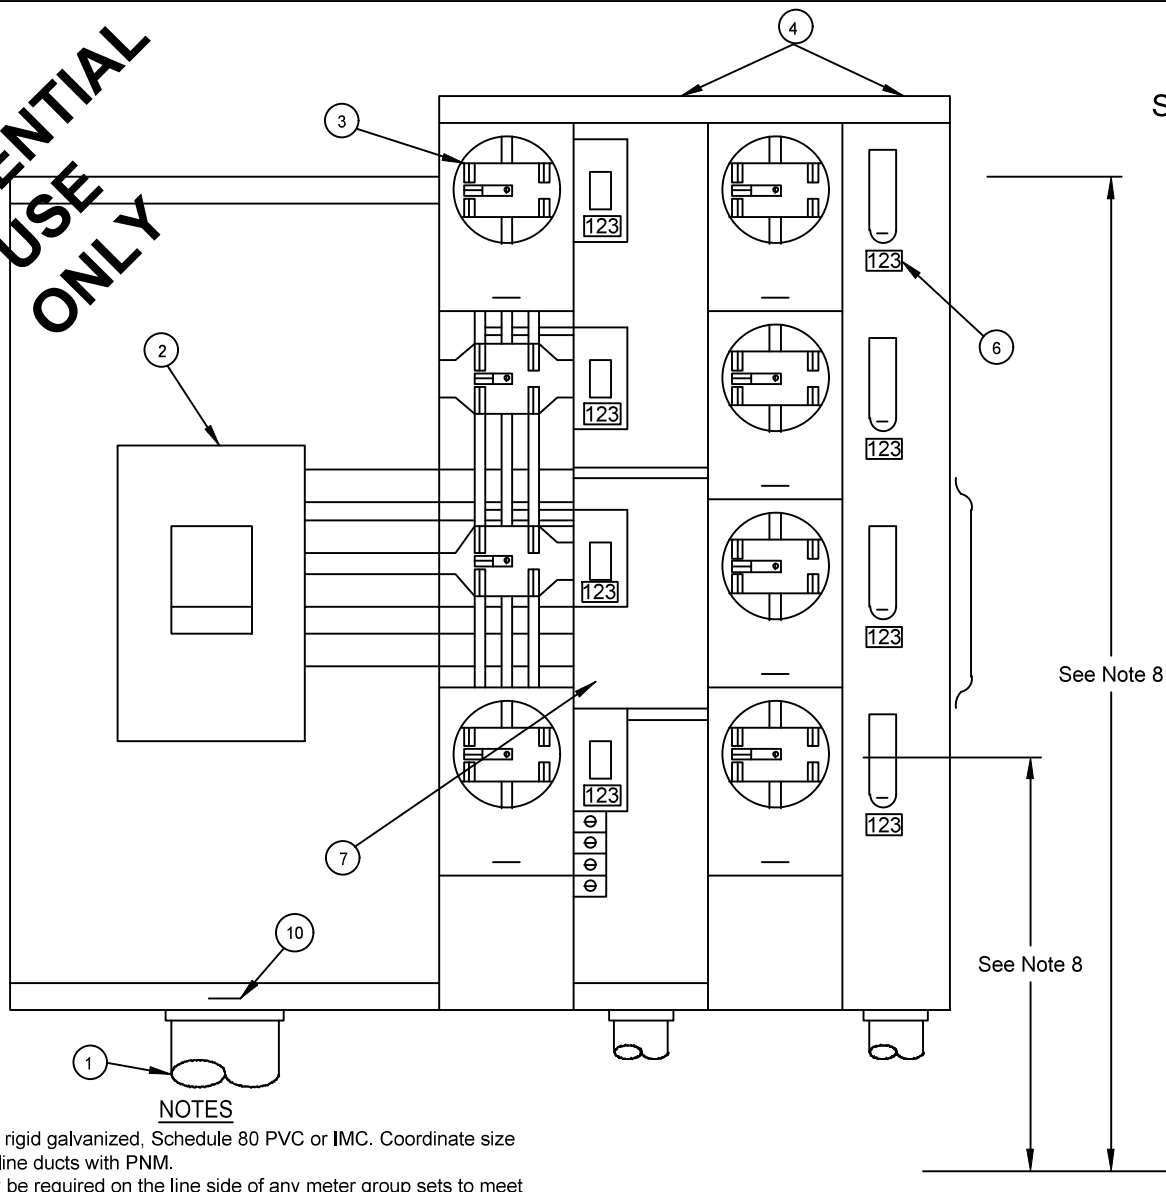 ENTIAL
USE
ONLY
4
S
3
123
123
6
2
123
123
123
123
See Note 8
123
123
7
10
See Note 8
1
NOTES
rigid galvanized, Schedule 80 PVC or IMC. Coordinate size
line ducts with PNM.
be required on the line side of any meter group sets to meet